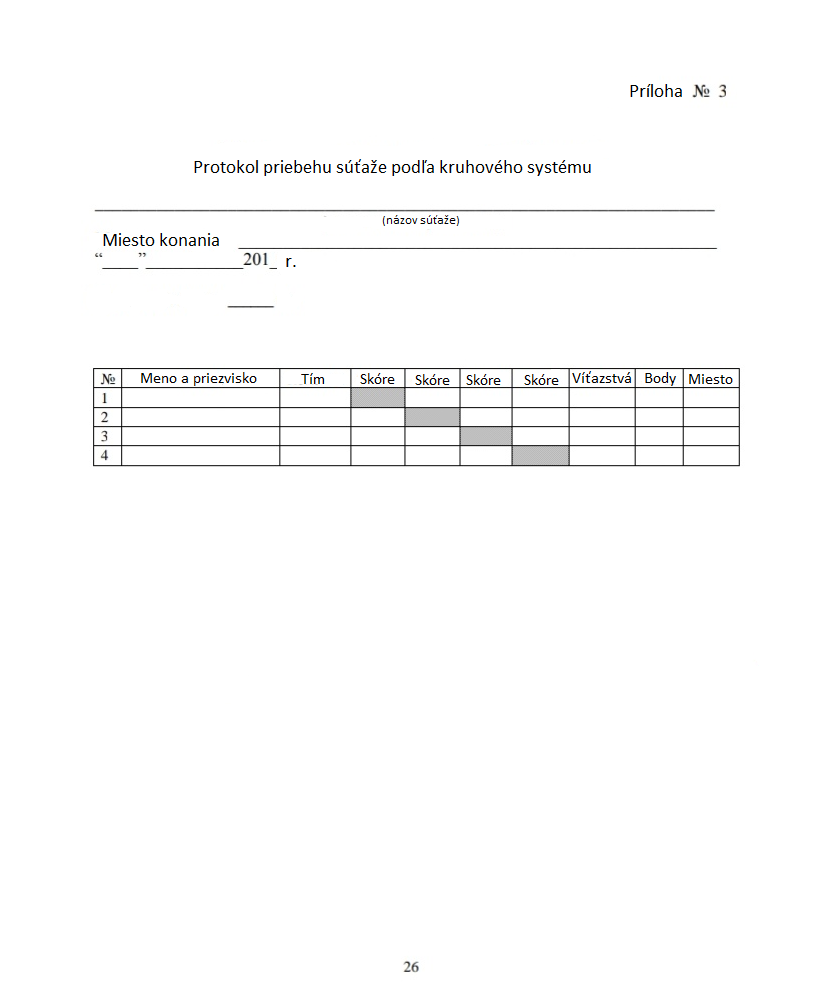 Príloha № 3
Protokol priebehu súťaže podľa kruhového systému
(názov súťaže)
Miesto konania
“____”___________201_ r.
№ Meno a priezvisko Tím Skóre Skóre Skóre Skóre Víťazstvá Body Miesto
1
2
3
4
26